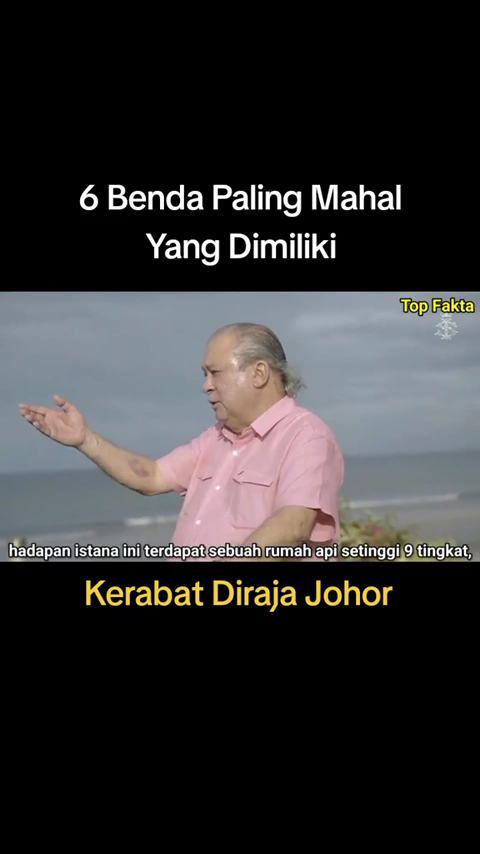 6 Benda Paling Mahal
Yang Dimiliki
Top Fakta
hadapan istana ini terdapat sebuah rumah api setinggi 9 tingkat,
Kerabat Diraja Johor